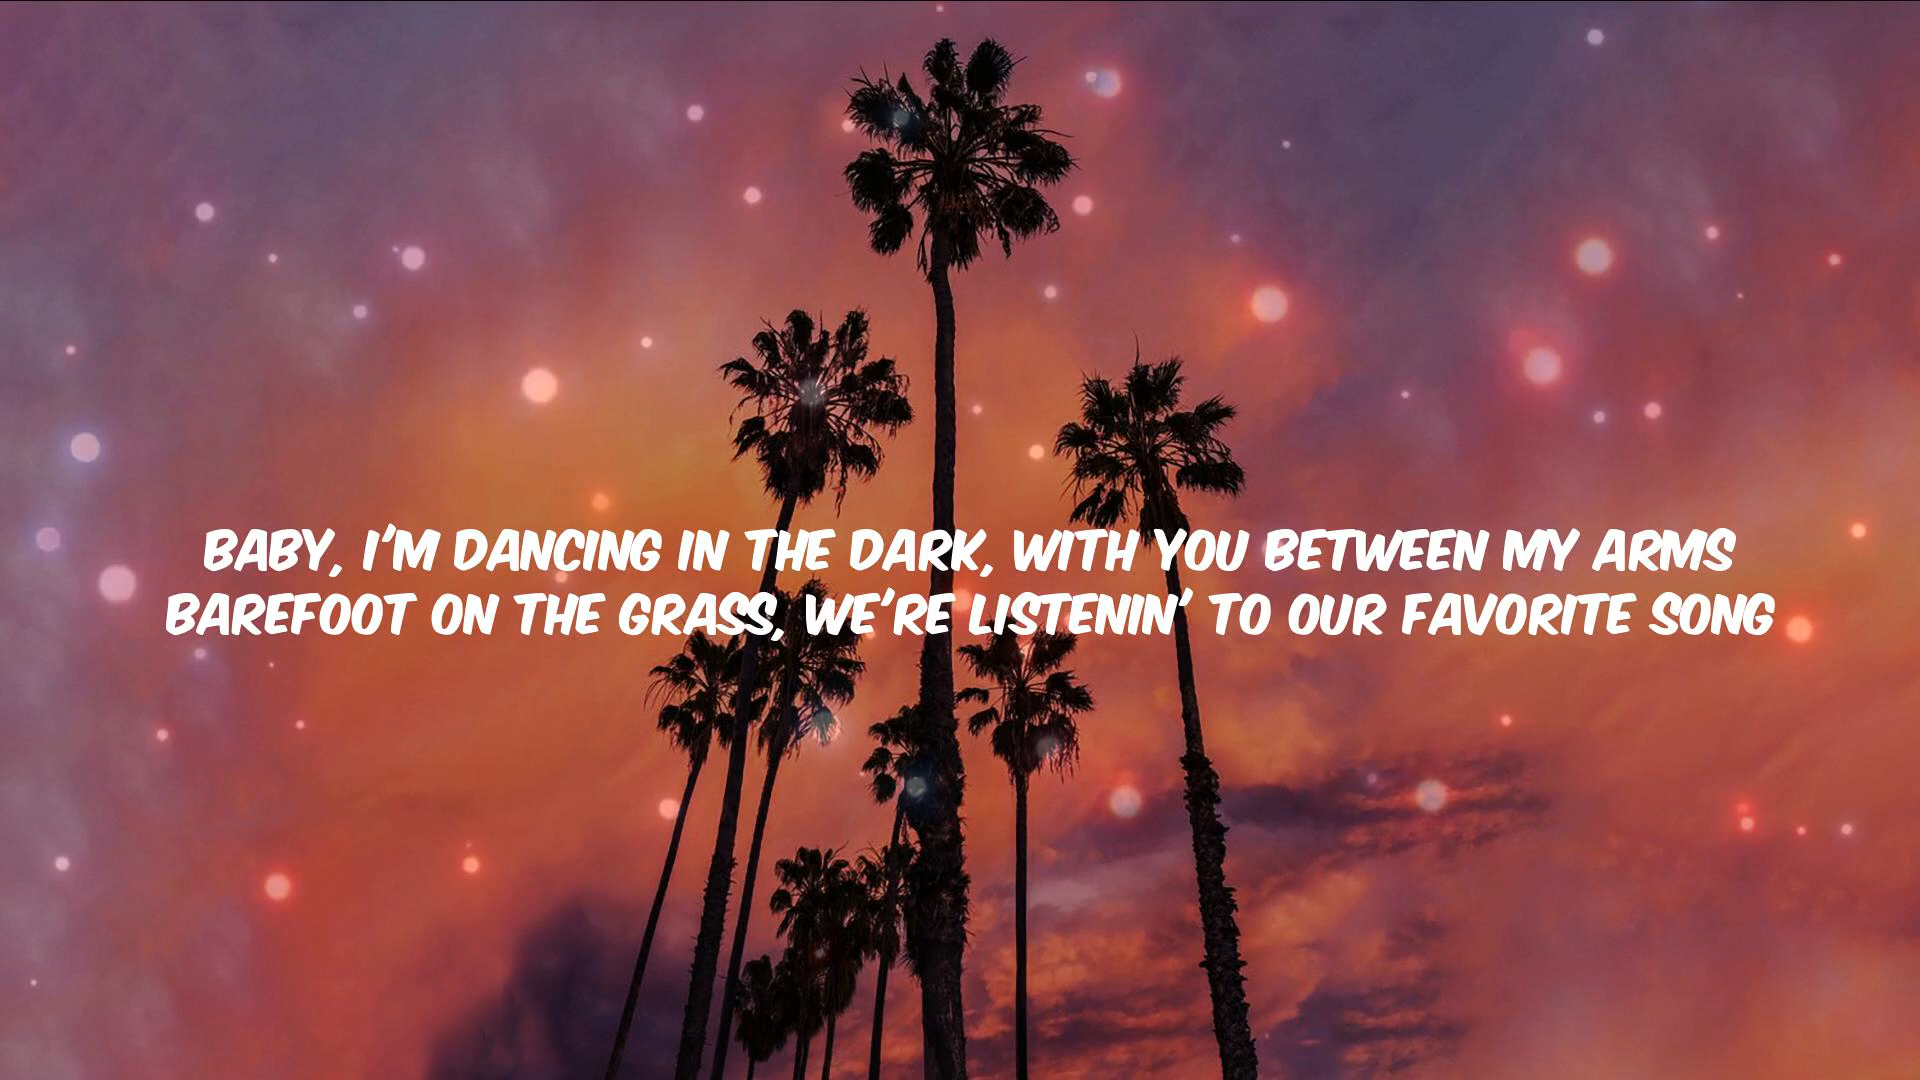 BABY, I'M DANCING IN THE DARK, WITH YOU BETWEEN MY ARMS
BAREFOOT ON THE GRASS, WE'RE LISTENIN' TO OUR FAVORITE SONG